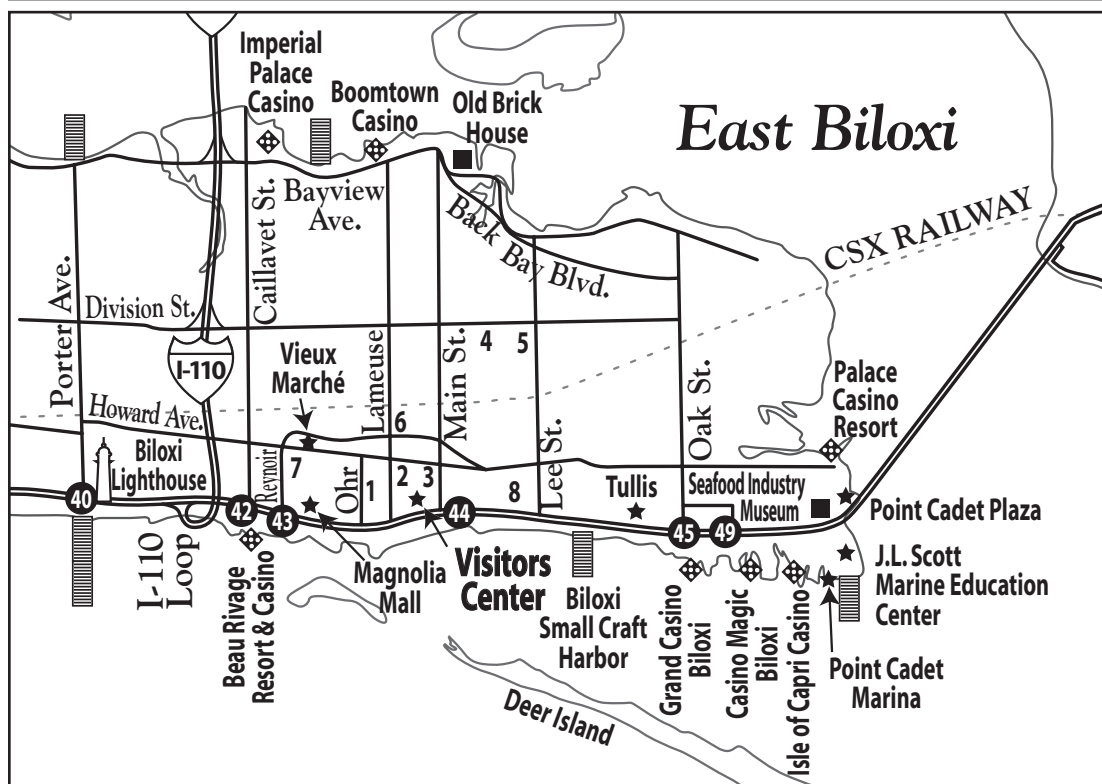 East Biloxi
Imperial
Palace
Casino
Boomtown
Casino
Old Brick
House
Bayview
Ave.
Back Bay Blvd.
CSX RAILWAY
Porter Ave.
Division St.
Caillavet St.
I-110
Vieux
Marché
Lameuse
Main St.
4
5
Oak St.
Palace
Casino
Resort
Howard Ave.
6
Biloxi
Lighthouse
Reynoir
7
Ohr
1
2
3
8
Lee St.
Tullis
Seafood Industry
Museum
40
42
43
44
45
49
Point Cadet Plaza
I-110
Loop
Beau Rivage
Resort & Casino
Magnolia
Mall
Visitors
Center
Biloxi
Small Craft
Harbor
Grand Casino
Biloxi
Casino Magic
Biloxi
Isle of Capri Casino
J.L. Scott
Marine Education
Center
Point Cadet
Marina
Deer Island